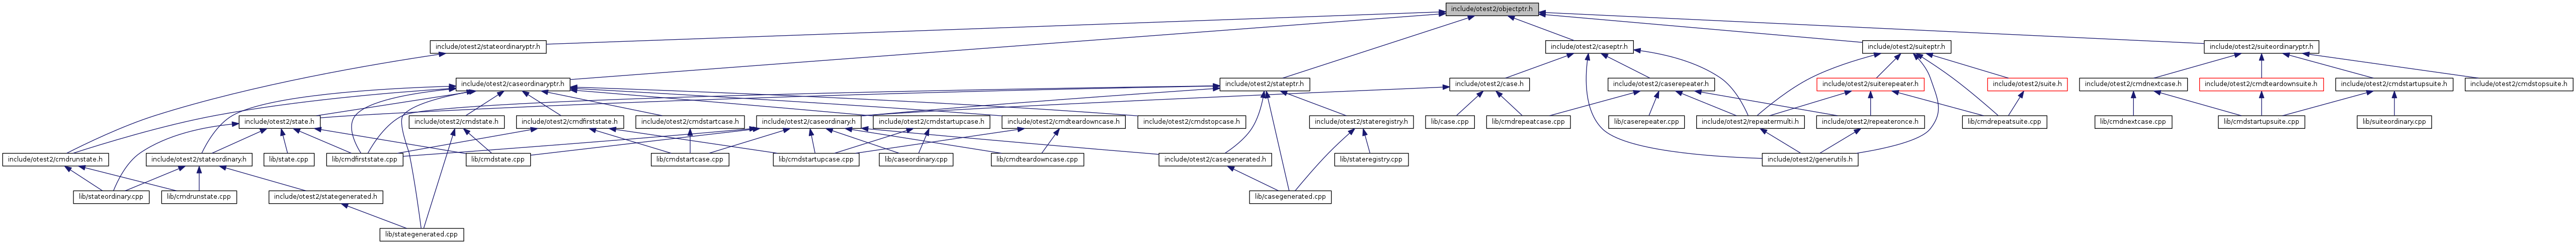 include/otest2/objectptr.h
include/otest2/stateordinaryptr.h
include/otest2/caseptr.h
include/otest2/suiteptr.h
include/otest2/suiteordinaryptr.h
include/otest2/caseordinaryptr.h
include/otest2/stateptr.h
include/otest2/case.h
include/otest2/caserepeater.h
include/otest2/suiterepeater.h
include/otest2/suite.h
include/otest2/cmdnextcase.h
include/otest2/cmdteardownsuite.h
include/otest2/cmdstartupsuite.h
include/otest2/cmdstopsuite.h
include/otest2/state.h
include/otest2/cmdstate.h
include/otest2/cmdfirststate.h
include/otest2/cmdstartcase.h
include/otest2/caseordinary.h
include/otest2/cmdstartupcase.h
include/otest2/cmdteardowncase.h
include/otest2/cmdstopcase.h
include/otest2/stateregistry.h
lib/case.cpp
lib/cmdrepeatcase.cpp
lib/caserepeater.cpp
include/otest2/repeatermulti.h
include/otest2/repeateronce.h
lib/cmdrepeatsuite.cpp
lib/cmdnextcase.cpp
lib/cmdstartupsuite.cpp
lib/suiteordinary.cpp
include/otest2/cmdrunstate.h
include/otest2/stateordinary.h
lib/state.cpp
lib/cmdfirststate.cpp
lib/cmdstate.cpp
lib/cmdstartcase.cpp
lib/cmdstartupcase.cpp
lib/caseordinary.cpp
lib/cmdteardowncase.cpp
include/otest2/casegenerated.h
lib/stateregistry.cpp
include/otest2/generutils.h
lib/stateordinary.cpp
lib/cmdrunstate.cpp
include/otest2/stategenerated.h
lib/casegenerated.cpp
lib/stategenerated.cpp